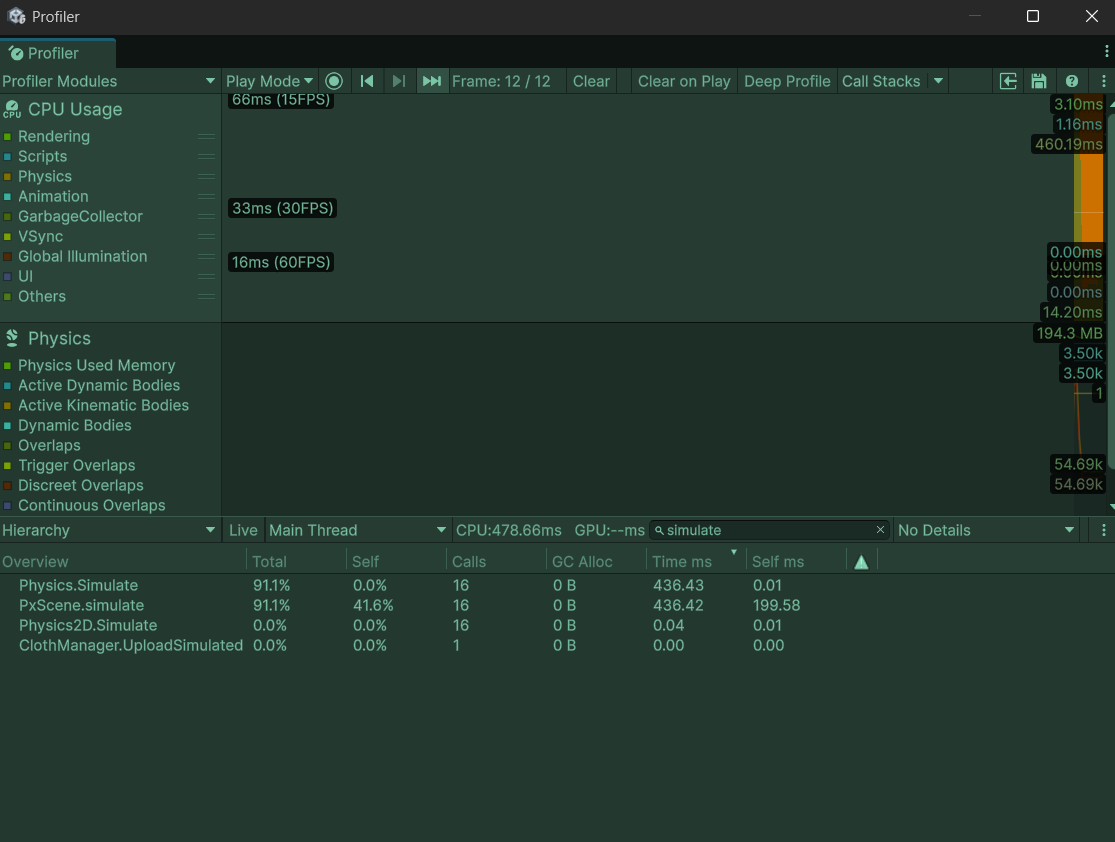 Profiler
Profiler
Profiler Modules Play Mode Frame: 12 / 12 Clear Clear on Play Deep Profile Call Stacks
CPU Usage
CPU
Rendering
Scripts
Physics
Animation
GarbageCollector
VSync
Global Illumination
UI
Others
66ms (15FPS)
33ms (30FPS)
16ms (60FPS)
3.10ms
1.16ms
460.19ms
0.00ms
0.00ms
0.00ms
14.20ms
Physics
Physics Used Memory
Active Dynamic Bodies
Active Kinematic Bodies
Dynamic Bodies
Overlaps
Trigger Overlaps
Discreet Overlaps
Continuous Overlaps
194.3 MB
3.50k
3.50k
1
54.69k
54.69k
Hierarchy Live Main Thread CPU:478.66ms GPU:--ms simulate No Details
Overview Total Self Calls GC Alloc Time ms Self ms
Physics.Simulate 91.1% 0.0% 16 0 B 436.43 0.01
PxScene.simulate 91.1% 41.6% 16 0 B 436.42 199.58
Physics2D.Simulate 0.0% 0.0% 16 0 B 0.04 0.01
ClothManager.UploadSimulated 0.0% 0.0% 1 0 B 0.00 0.00